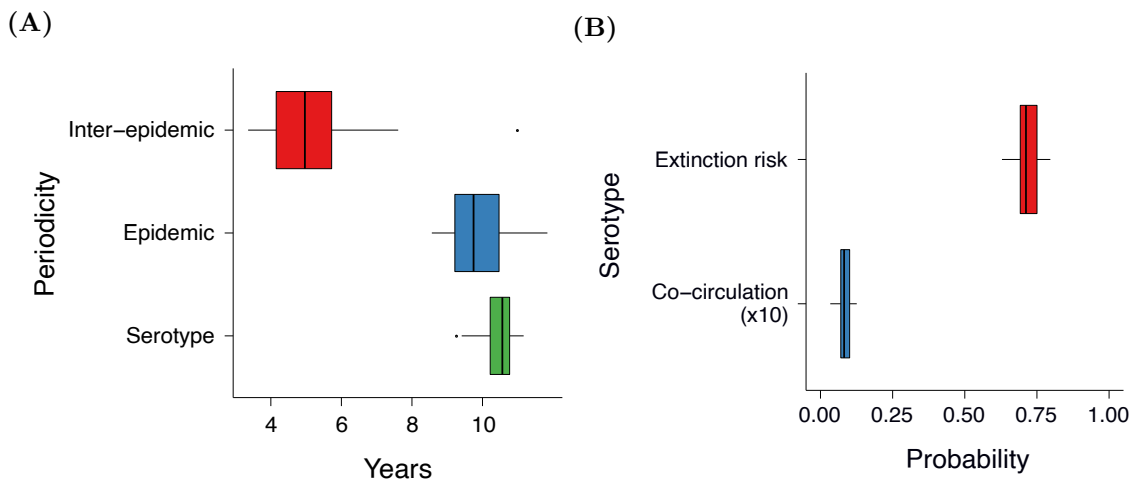 (A)
Periodicity
Inter−epidemic
Epidemic
Serotype
4 6 8 10
Years
(B)
Serotype
Extinction risk
Co−circulation
(x10)
0.00 0.25 0.50 0.75 1.00
Probability